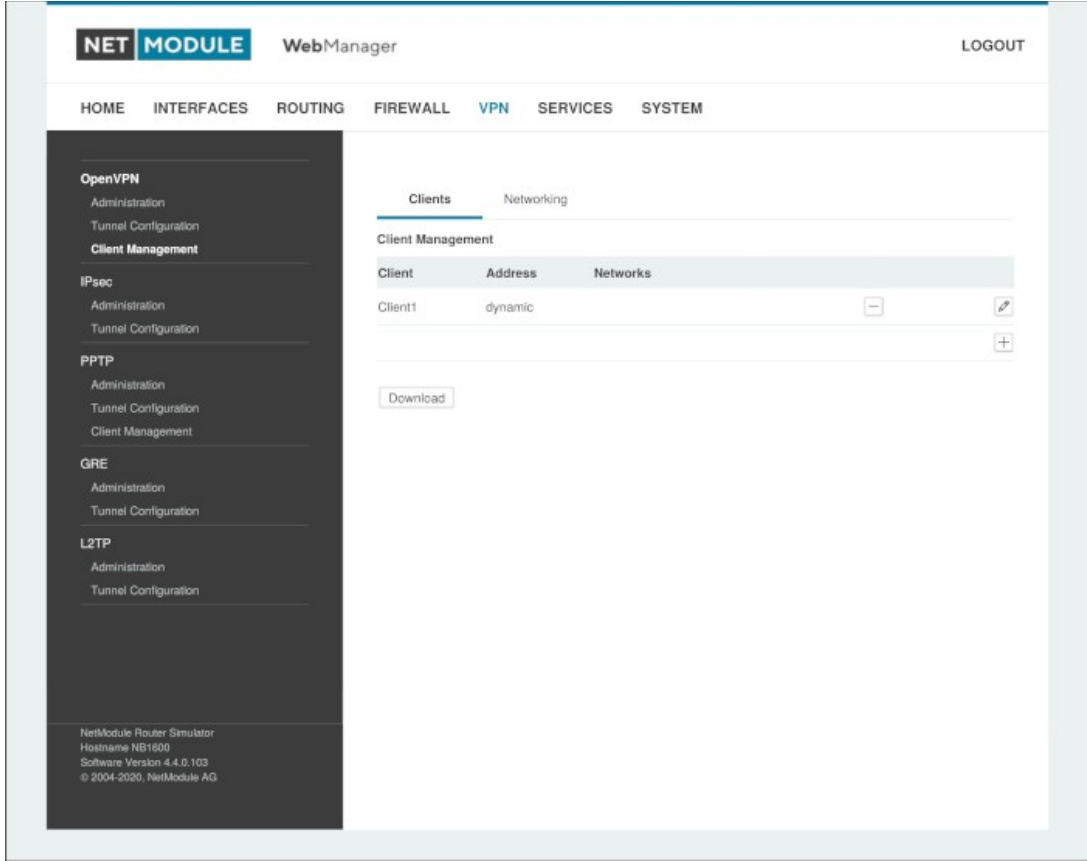 NET MODULE WebManager LOGOUT
HOME INTERFACES ROUTING FIREWALL VPN SERVICES SYSTEM
OpenVPN
Administration
Tunnel Configuration
Client Management
IPsec
Administration
Tunnel Configuration
PPTP
Administration
Tunnel Configuration
Client Management
GRE
Administration
Tunnel Configuration
L2TP
Administration
Tunnel Configuration
NetModule Router Simulator
Hostname NB1600
Software Version 4.4.0.103
© 2004-2020, NetModule AG
Clients Networking
Client Management
Client Address Networks
Client1 dynamic
Download